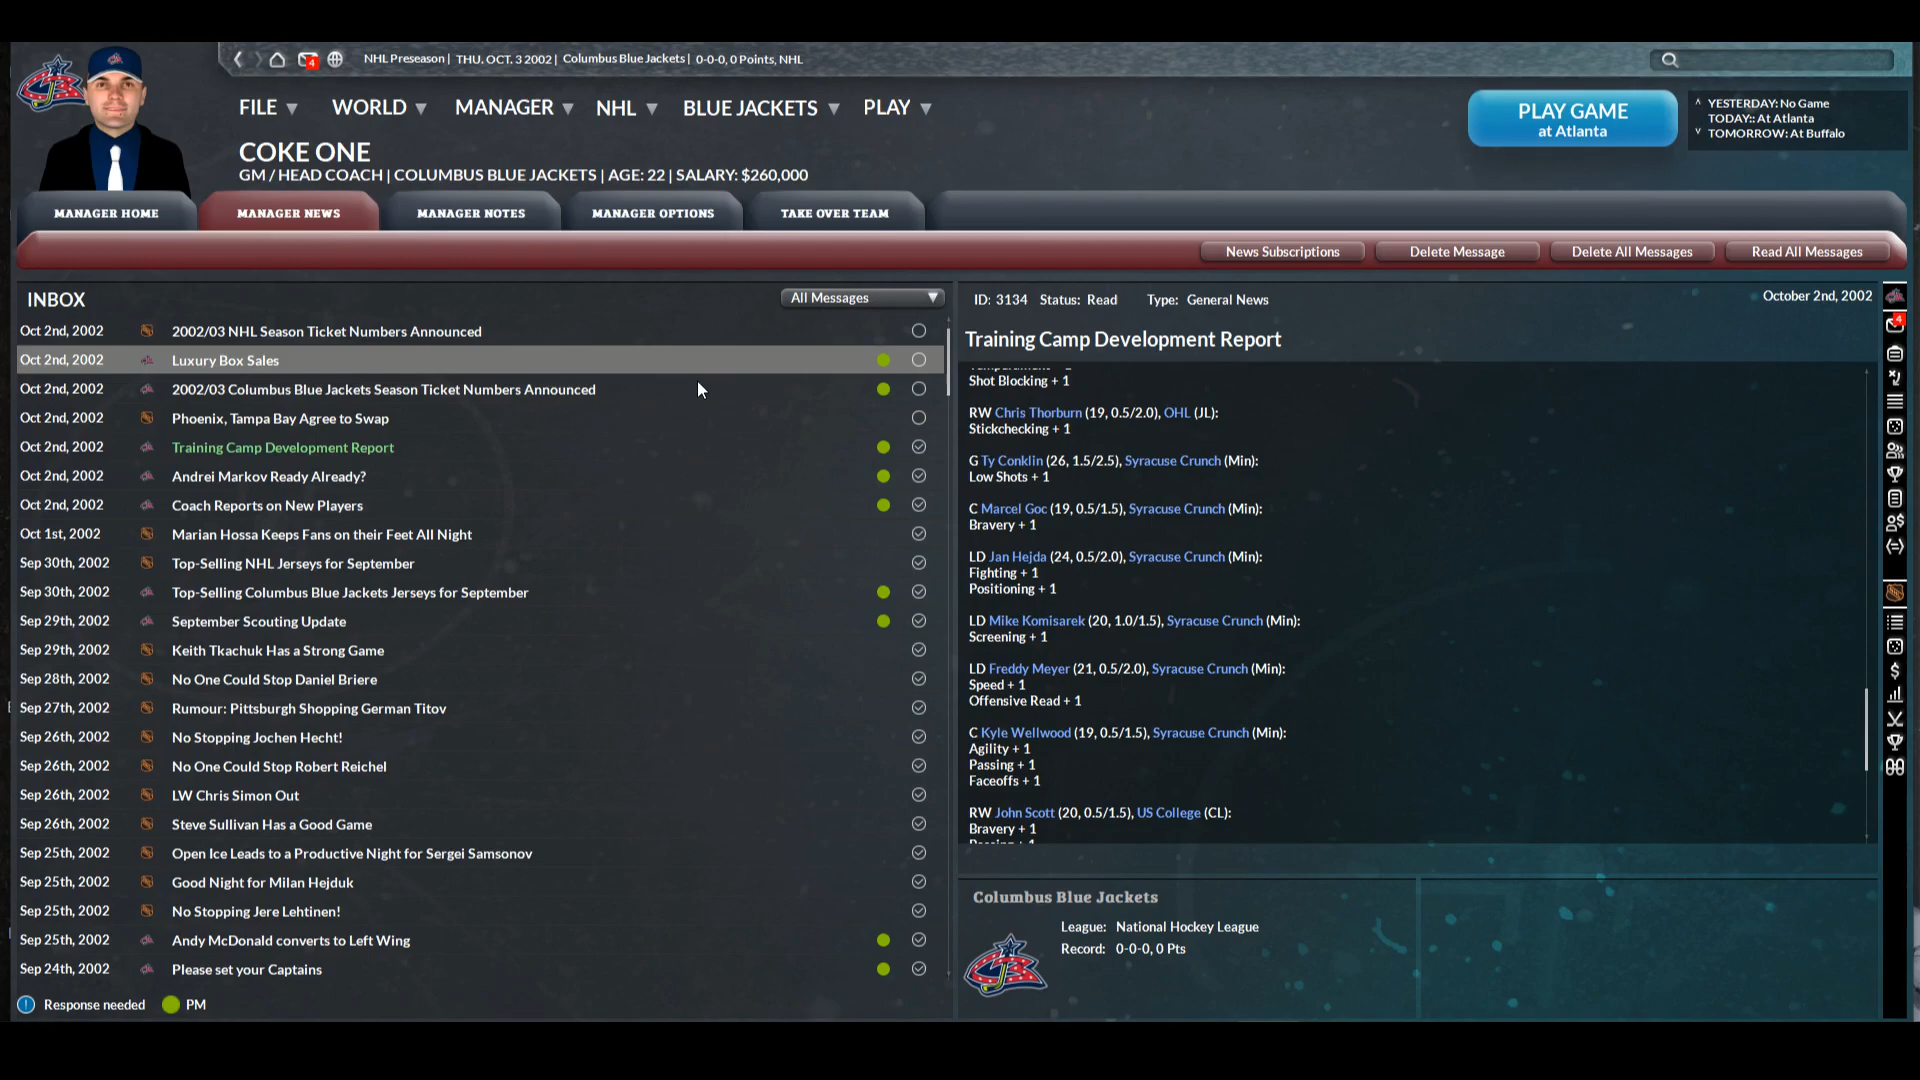 NHL Preseason | THU. OCT. 3 2002 | Columbus Blue Jackets | 0-0-0, 0 Points, NHL
4
FILE WORLD MANAGER NHL BLUE JACKETS PLAY
PLAY GAME
at Atlanta
YESTERDAY: No Game
TODAY:: At Atlanta
TOMORROW: At Buffalo
COKE ONE
GM / HEAD COACH | COLUMBUS BLUE JACKETS | AGE: 22 | SALARY: $260,000
MANAGER HOME MANAGER NEWS MANAGER NOTES MANAGER OPTIONS TAKE OVER TEAM
News Subscriptions Delete Message Delete All Messages Read All Messages
INBOX All Messages
Oct 2nd, 2002 2002/03 NHL Season Ticket Numbers Announced
Oct 2nd, 2002 Luxury Box Sales
Oct 2nd, 2002 2002/03 Columbus Blue Jackets Season Ticket Numbers Announced
Oct 2nd, 2002 Phoenix, Tampa Bay Agree to Swap
Oct 2nd, 2002 Training Camp Development Report
Oct 2nd, 2002 Andrei Markov Ready Already?
Oct 2nd, 2002 Coach Reports on New Players
Oct 1st, 2002 Marian Hossa Keeps Fans on their Feet All Night
Sep 30th, 2002 Top-Selling NHL Jerseys for September
Sep 30th, 2002 Top-Selling Columbus Blue Jackets Jerseys for September
Sep 29th, 2002 September Scouting Update
Sep 29th, 2002 Keith Tkachuk Has a Strong Game
Sep 28th, 2002 No One Could Stop Daniel Briere
Sep 27th, 2002 Rumour: Pittsburgh Shopping German Titov
Sep 26th, 2002 No Stopping Jochen Hecht!
Sep 26th, 2002 No One Could Stop Robert Reichel
Sep 26th, 2002 LW Chris Simon Out
Sep 26th, 2002 Steve Sullivan Has a Good Game
Sep 25th, 2002 Open Ice Leads to a Productive Night for Sergei Samsonov
Sep 25th, 2002 Good Night for Milan Hejduk
Sep 25th, 2002 No Stopping Jere Lehtinen!
Sep 25th, 2002 Andy McDonald converts to Left Wing
Sep 24th, 2002 Please set your Captains
Response needed PM
ID: 3134 Status: Read Type: General News October 2nd, 2002
Training Camp Development Report
Shot Blocking + 1
RW Chris Thorburn (19, 0.5/2.0), OHL (JL):
Stickchecking + 1
G Ty Conklin (26, 1.5/2.5), Syracuse Crunch (Min):
Low Shots + 1
C Marcel Goc (19, 0.5/1.5), Syracuse Crunch (Min):
Bravery + 1
LD Jan Hejda (24, 0.5/2.0), Syracuse Crunch (Min):
Fighting + 1
Positioning + 1
LD Mike Komisarek (20, 1.0/1.5), Syracuse Crunch (Min):
Screening + 1
LD Freddy Meyer (21, 0.5/2.0), Syracuse Crunch (Min):
Speed + 1
Offensive Read + 1
C Kyle Wellwood (19, 0.5/1.5), Syracuse Crunch (Min):
Agility + 1
Passing + 1
Faceoffs + 1
RW John Scott (20, 0.5/1.5), US College (CL):
Bravery + 1
Columbus Blue Jackets
League: National Hockey League
Record: 0-0-0, 0 Pts
4